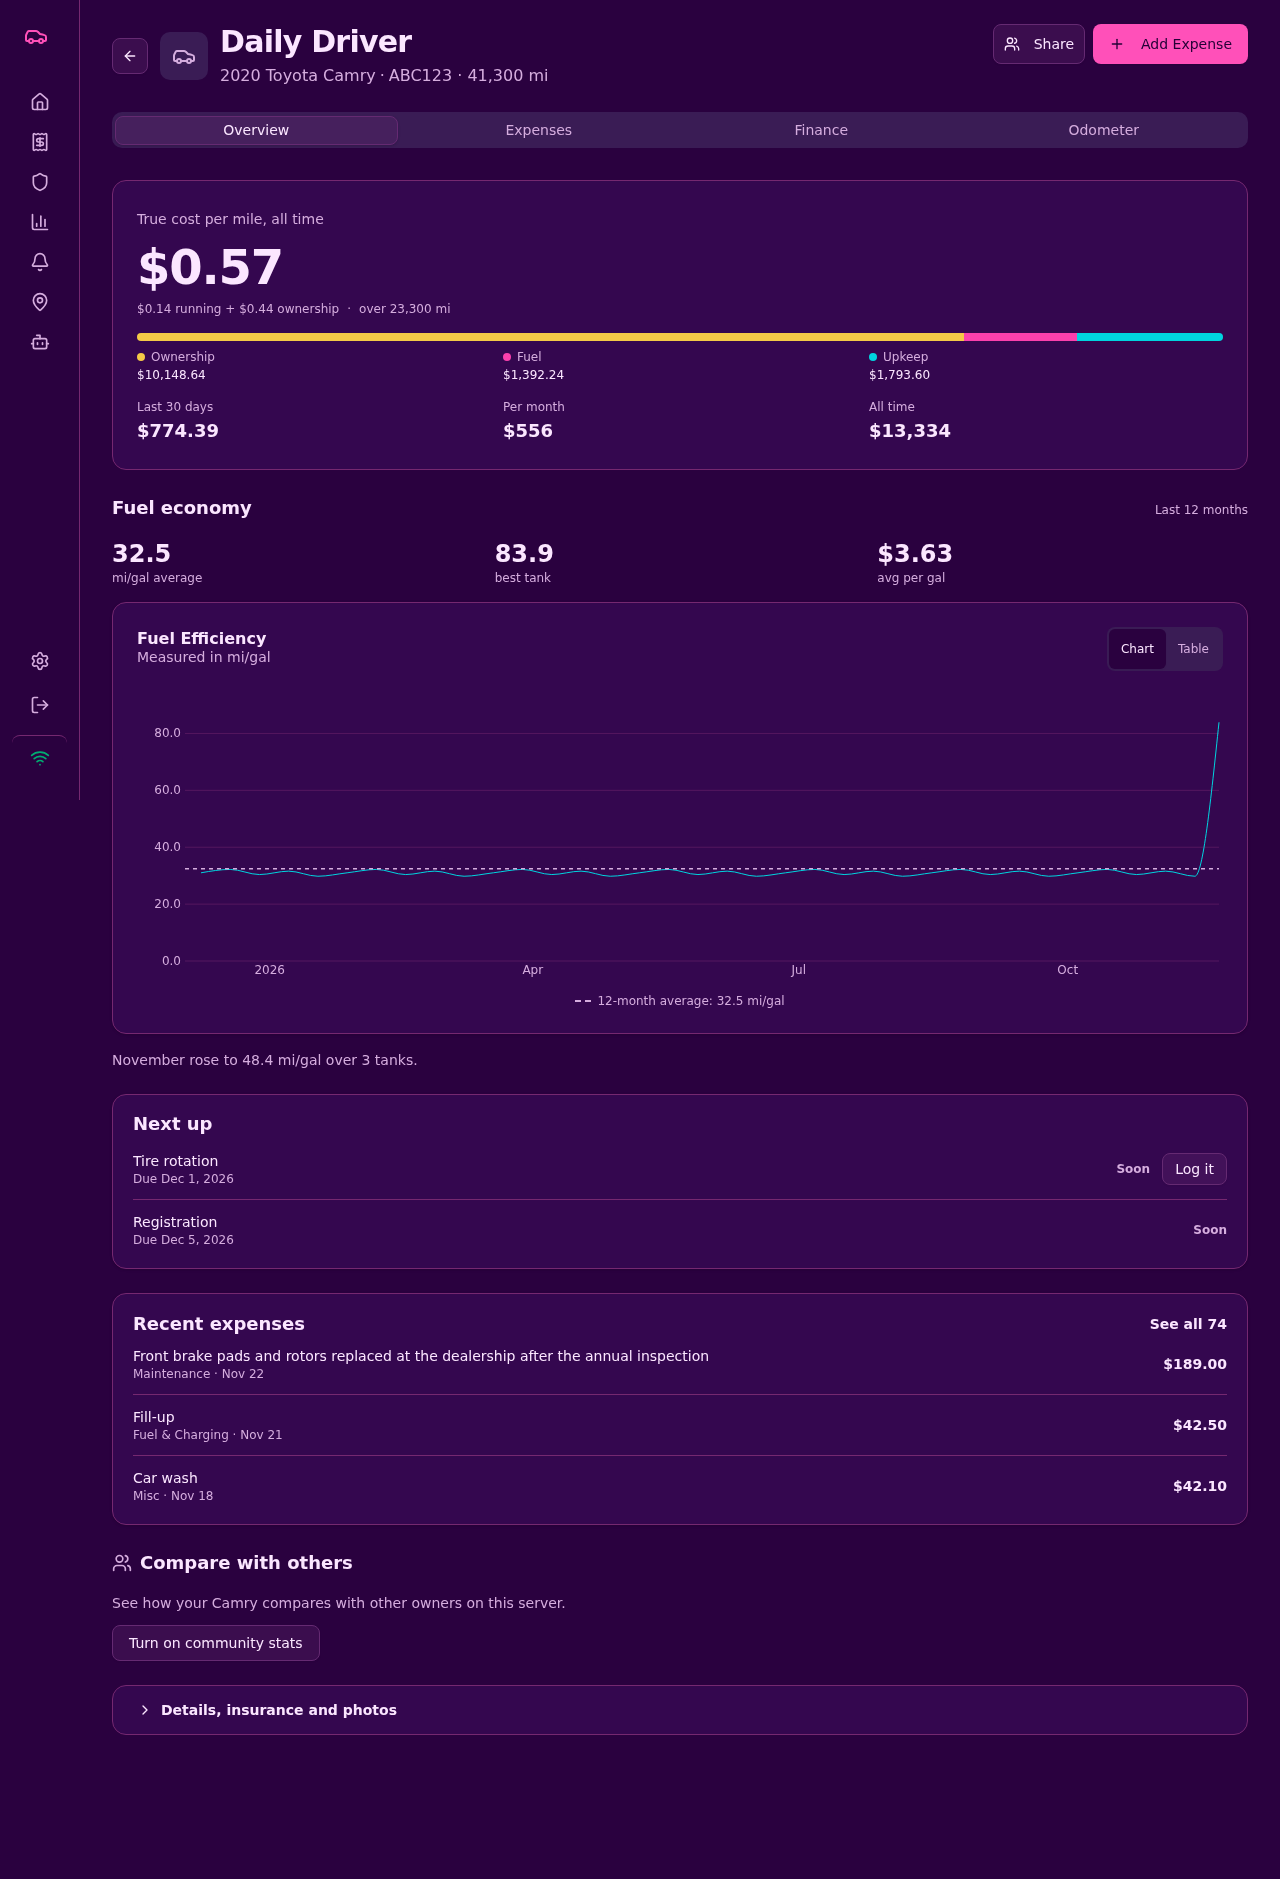 Daily Driver
2020 Toyota Camry · ABC123 · 41,300 mi
Share
Add Expense
Overview
Expenses
Finance
Odometer
True cost per mile, all time
$0.57
$0.14 running + $0.44 ownership · over 23,300 mi
Ownership
$10,148.64
Fuel
$1,392.24
Upkeep
$1,793.60
Last 30 days
$774.39
Per month
$556
All time
$13,334
Fuel economy
Last 12 months
32.5
mi/gal average
83.9
best tank
$3.63
avg per gal
Fuel Efficiency
Measured in mi/gal
Chart
Table
80.0
60.0
40.0
20.0
0.0
2026
Apr
Jul
Oct
12-month average: 32.5 mi/gal
November rose to 48.4 mi/gal over 3 tanks.
Next up
Tire rotation
Due Dec 1, 2026
Soon
Log it
Registration
Due Dec 5, 2026
Soon
Recent expenses
See all 74
Front brake pads and rotors replaced at the dealership after the annual inspection
Maintenance · Nov 22
$189.00
Fill-up
Fuel & Charging · Nov 21
$42.50
Car wash
Misc · Nov 18
$42.10
Compare with others
See how your Camry compares with other owners on this server.
Turn on community stats
Details, insurance and photos